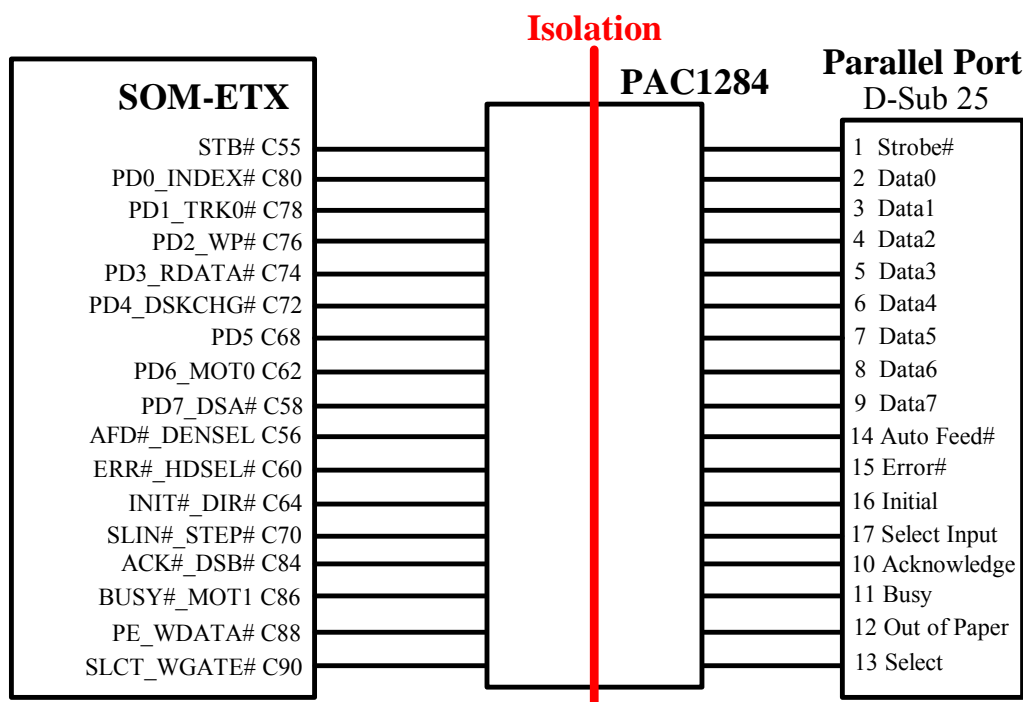 Isolation
SOM-ETX
PAC1284
Parallel Port
D-Sub 25
STB# C55
PD0_INDEX# C80
PD1_TRK0# C78
PD2_WP# C76
PD3_RDATA# C74
PD4_DSKCHG# C72
PD5 C68
PD6_MOT0 C62
PD7_DSA# C58
AFD#_DENSEL C56
ERR#_HDSEL# C60
INIT#_DIR# C64
SLIN#_STEP# C70
ACK#_DSB# C84
BUSY#_MOT1 C86
PE_WDATA# C88
SLCT_WGATE# C90
1 Strobe#
2 Data0
3 Data1
4 Data2
5 Data3
6 Data4
7 Data5
8 Data6
9 Data7
14 Auto Feed#
15 Error#
16 Initial
17 Select Input
10 Acknowledge
11 Busy
12 Out of Paper
13 Select